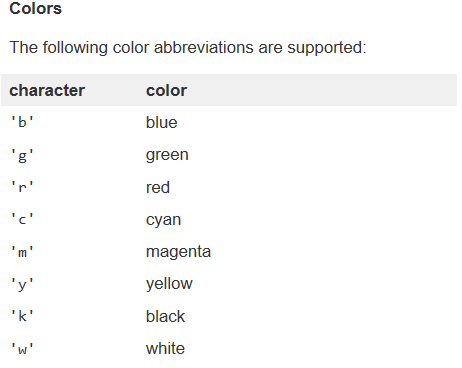 Colors
The following color abbreviations are supported:
character color
'b' blue
'g' green
'r' red
'c' cyan
'm' magenta
'y' yellow
'k' black
'w' white